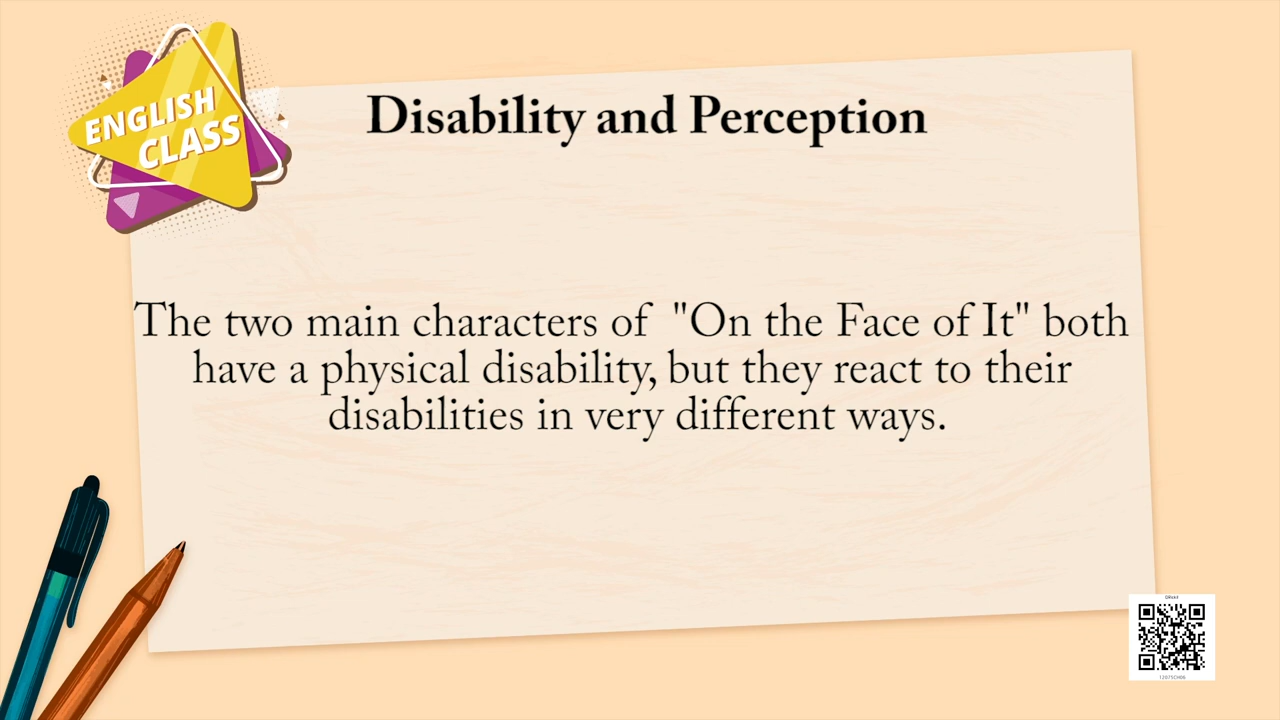 ENGLISH
CLASS
Disability and Perception
The two main characters of "On the Face of It" both
have a physical disability, but they react to their
disabilities in very different ways.